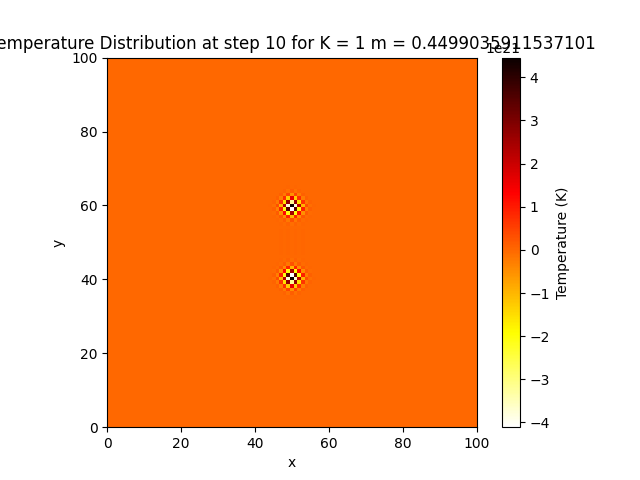 emperature Distribution at step 10 for K = 1 m = 0.4499035911537101
1e21
100
80
60
40
20
0
y
0 20 40 60 80 100
x
4
3
2
1
0
−1
−2
−3
−4
Temperature (K)